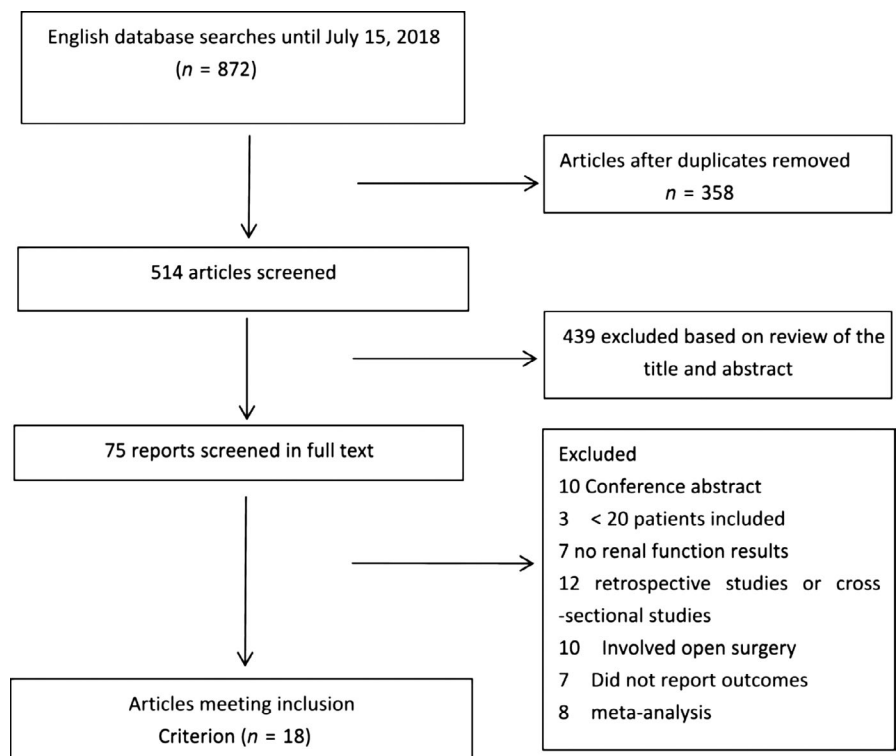 English database searches until July 15, 2018
(n = 872)
Articles after duplicates removed
n = 358
514 articles screened
439 excluded based on review of the
title and abstract
75 reports screened in full text
Excluded
10 Conference abstract
3 < 20 patients included
7 no renal function results
12 retrospective studies or cross
-sectional studies
10 Involved open surgery
7 Did not report outcomes
8 meta-analysis
Articles meeting inclusion
Criterion (n = 18)